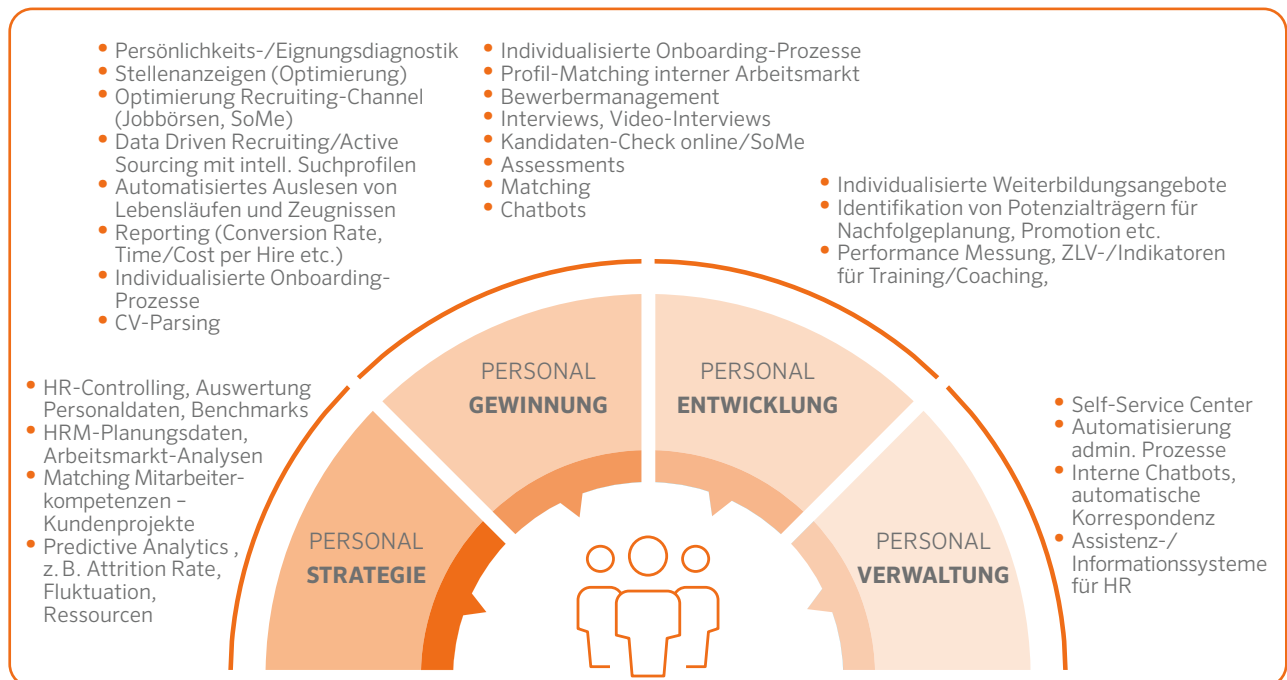 • Persönlichkeits-/Eignungsdiagnostik
• Stellenanzeigen (Optimierung)
• Optimierung Recruiting-Channel
(Jobbörsen, SoMe)
• Data Driven Recruiting/Active
Sourcing mit intell. Suchprofilen
• Automatisiertes Auslesen von
Lebensläufen und Zeugnissen
• Reporting (Conversion Rate,
Time/Cost per Hire etc.)
• Individualisierte Onboarding-
Prozesse
• CV-Parsing
• Individualisierte Onboarding-Prozesse
• Profil-Matching interner Arbeitsmarkt
• Bewerbermanagement
• Interviews, Video-Interviews
• Kandidaten-Check online/SoMe
• Assessments
• Matching
• Chatbots
• Individualisierte Weiterbildungsangebote
• Identifikation von Potenzialträgern für
Nachfolgeplanung, Promotion etc.
• Performance Messung, ZLV-/Indikatoren
für Training/Coaching,
• HR-Controlling, Auswertung
Personaldaten, Benchmarks
• HRM-Planungsdaten,
Arbeitsmarkt-Analysen
• Matching Mitarbeiter-
kompetenzen –
Kundenprojekte
• Predictive Analytics ,
z. B. Attrition Rate,
Fluktuation,
Ressourcen
PERSONAL
STRATEGIE
PERSONAL
GEWINNUNG
PERSONAL
ENTWICKLUNG
PERSONAL
VERWALTUNG
• Self-Service Center
• Automatisierung
admin. Prozesse
• Interne Chatbots,
automatische
Korrespondenz
• Assistenz-/
Informationssysteme
für HR